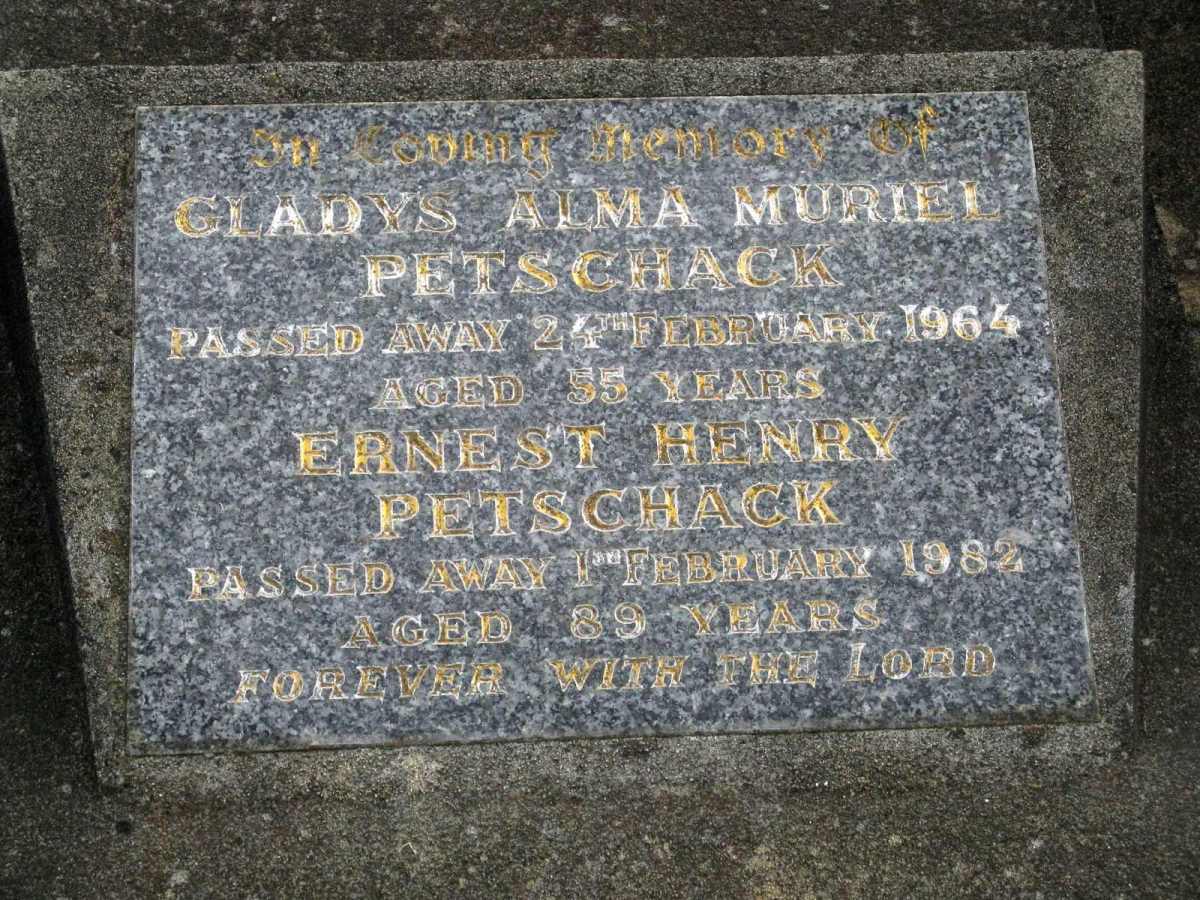 In Loving Memory Of
GLADYS ALMA MURIEL
PETSCHACK
PASSED AWAY 24TH FEBRUARY 1964
AGED 55 YEARS
ERNEST HENRY
PETSCHACK
PASSED AWAY 1ST FEBRUARY 1982
AGED 89 YEARS
FOREVER WITH THE LORD